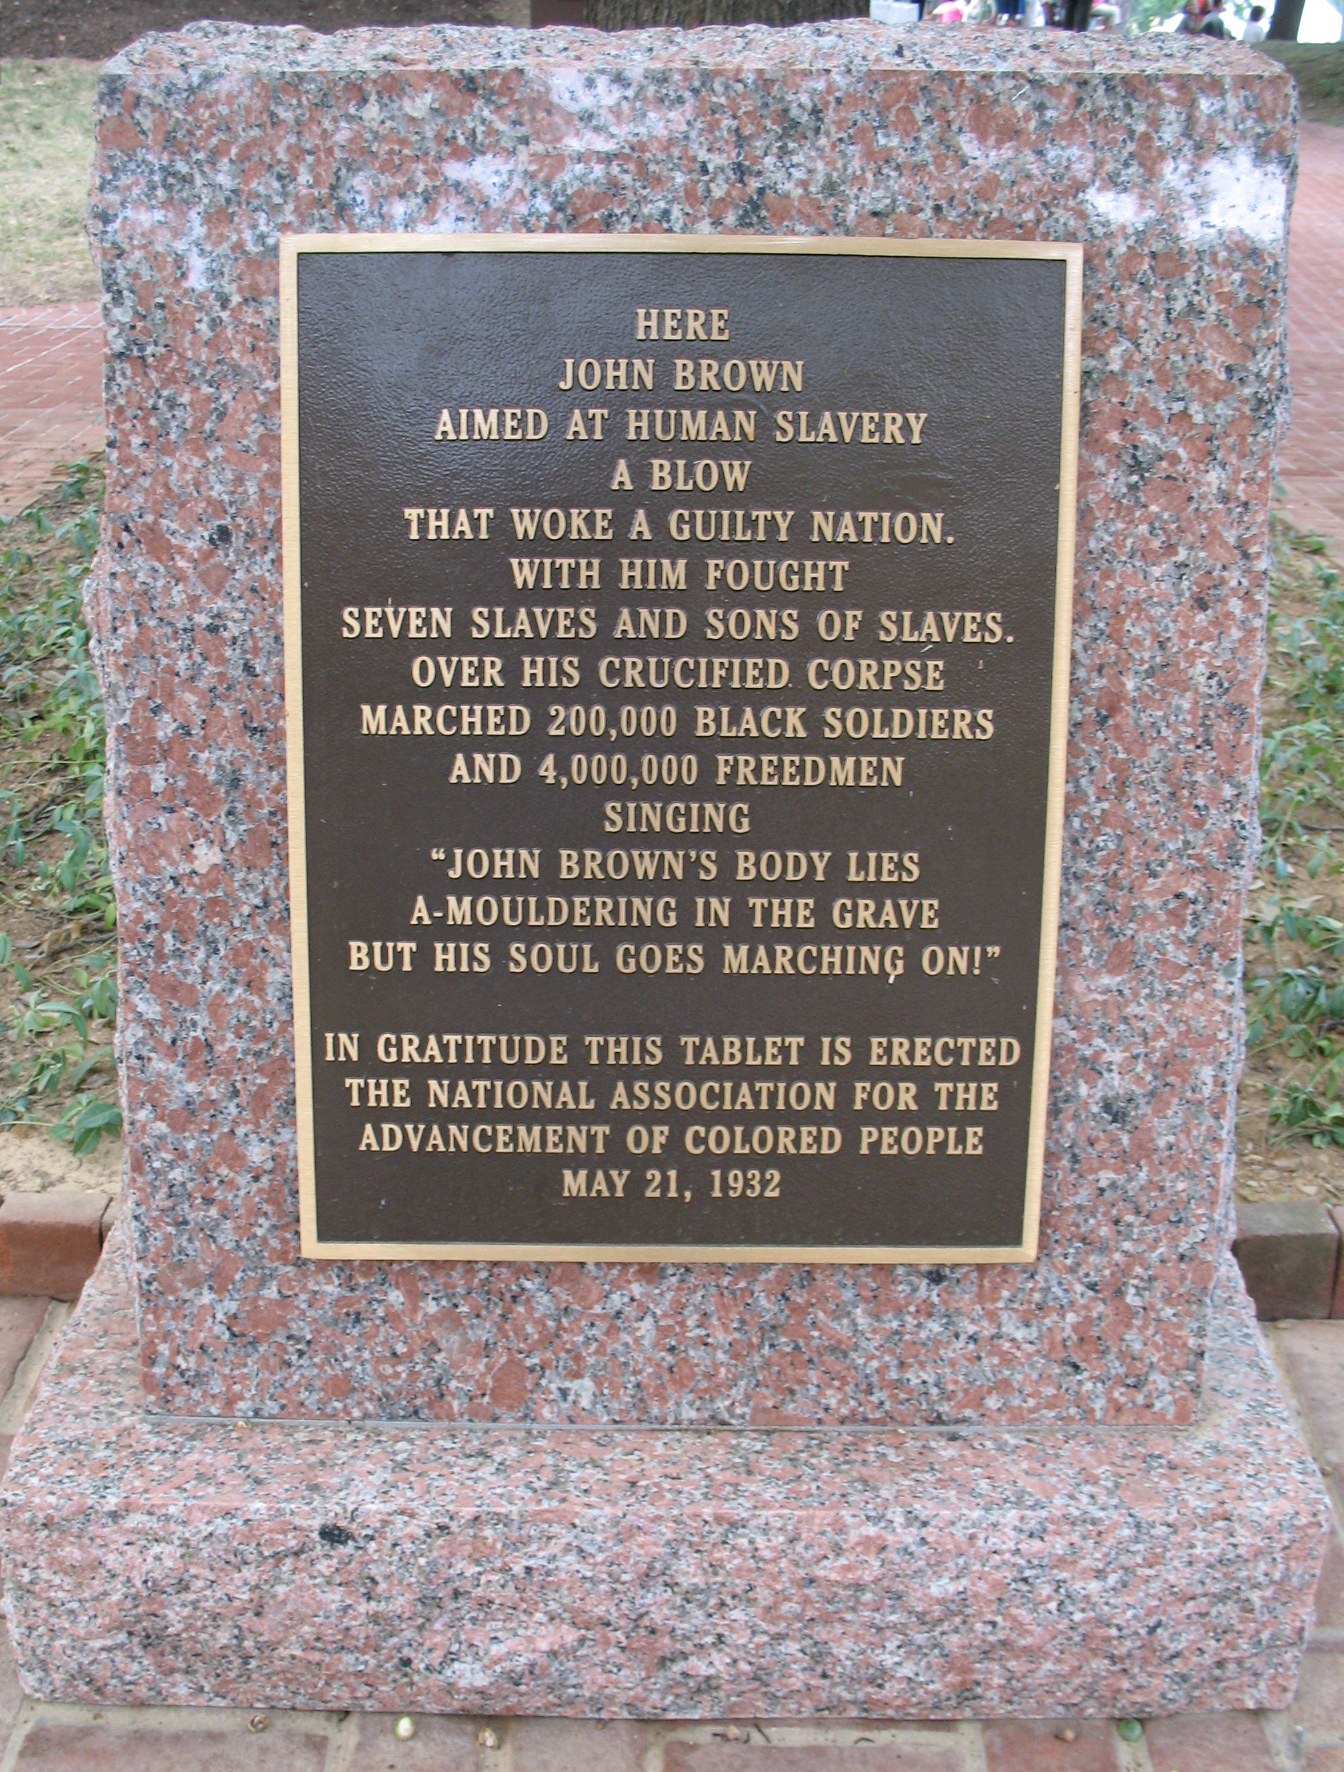 HERE
JOHN BROWN
AIMED AT HUMAN SLAVERY
A BLOW
THAT WOKE A GUILTY NATION.
WITH HIM FOUGHT
SEVEN SLAVES AND SONS OF SLAVES.
OVER HIS CRUCIFIED CORPSE
MARCHED 200,000 BLACK SOLDIERS
AND 4,000,000 FREEDMEN
SINGING
“JOHN BROWN’S BODY LIES
A-MOULDERING IN THE GRAVE
BUT HIS SOUL GOES MARCHING ON!”
IN GRATITUDE THIS TABLET IS ERECTED
THE NATIONAL ASSOCIATION FOR THE
ADVANCEMENT OF COLORED PEOPLE
MAY 21, 1932